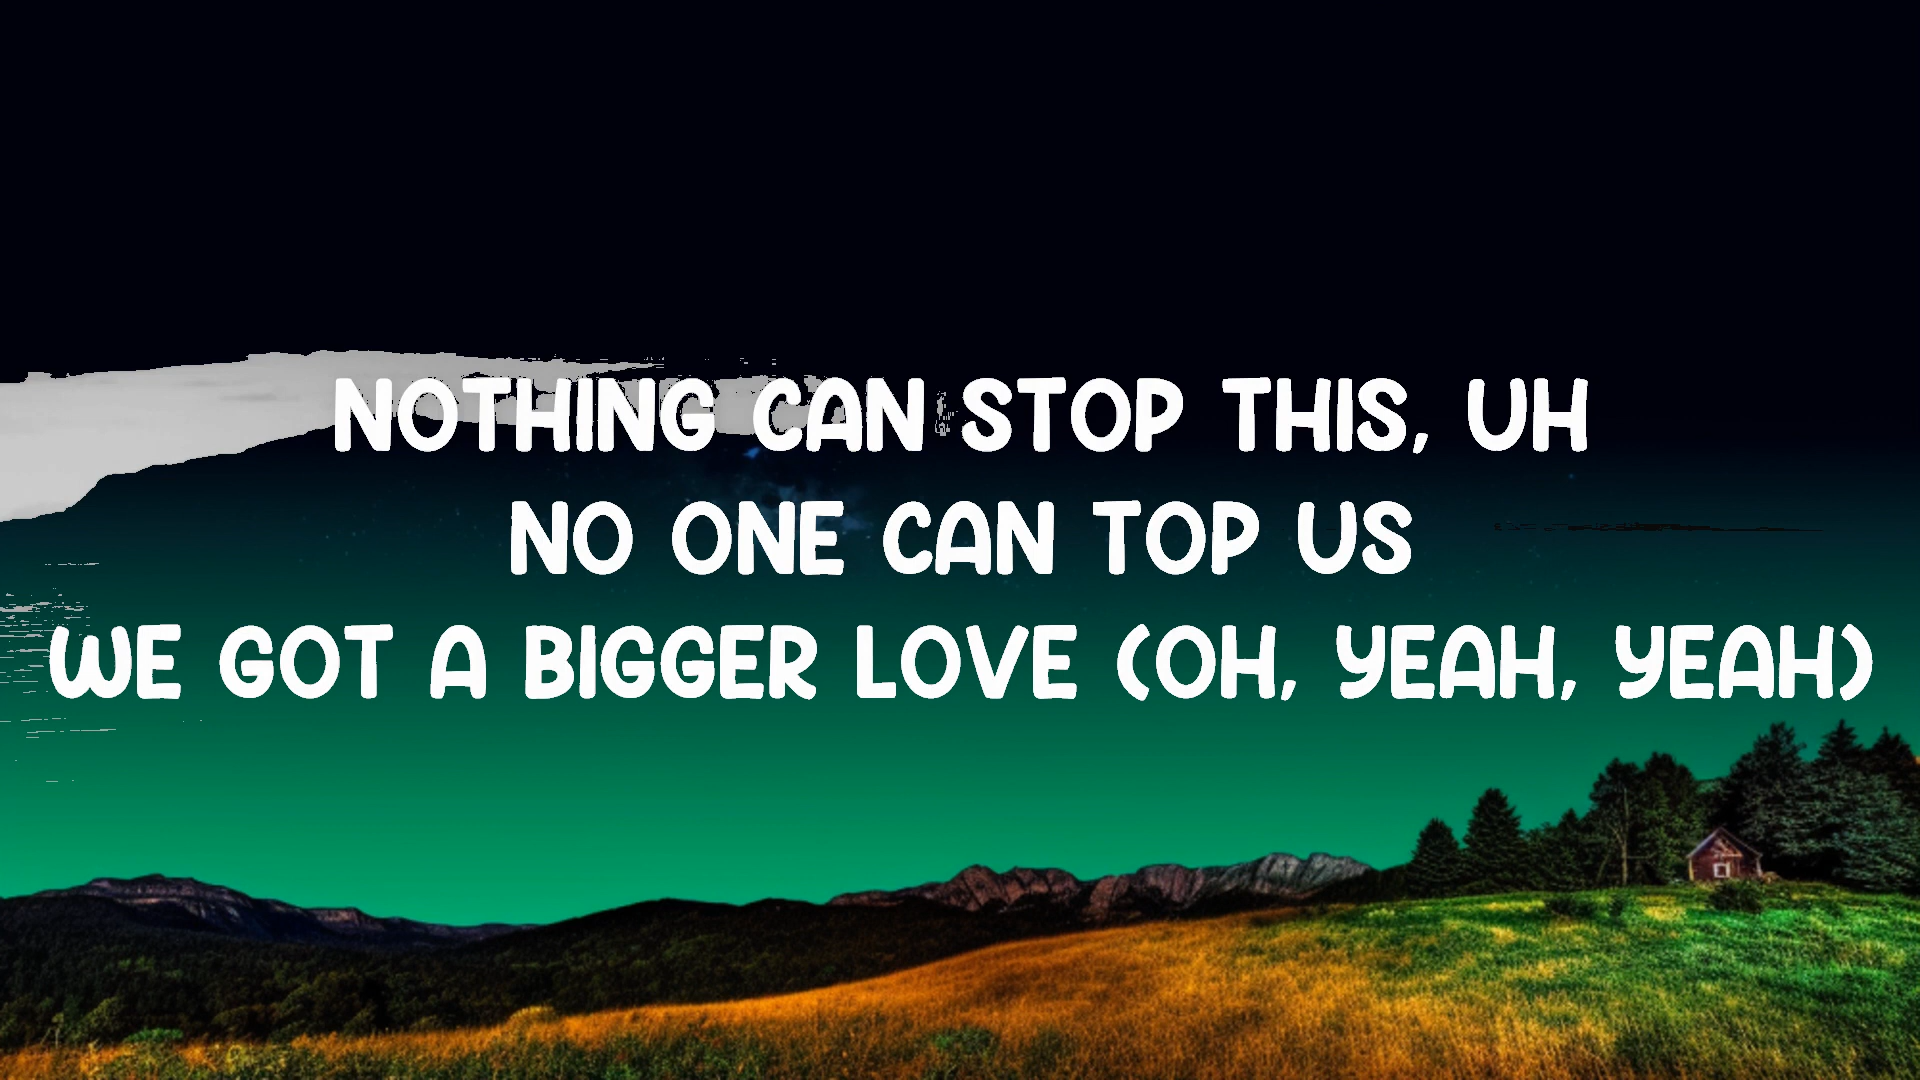 NOTHING CAN STOP THIS, UH
NO ONE CAN TOP US
WE GOT A BIGGER LOVE (OH, YEAH, YEAH)